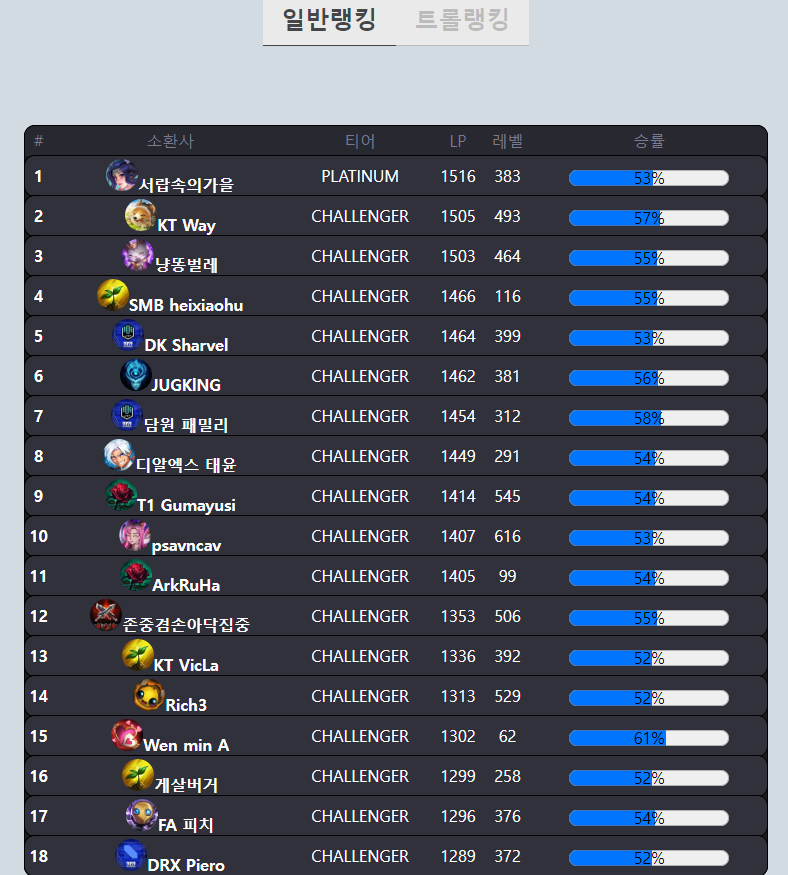 일반랭킹 트롤랭킹
# 소환사 티어 LP 레벨 승률
1 서랍속의가을 PLATINUM 1516 383 53%
2 KT Way CHALLENGER 1505 493 57%
3 냥똥벌레 CHALLENGER 1503 464 55%
4 SMB heixiaohu CHALLENGER 1466 116 55%
5 DK Sharvel CHALLENGER 1464 399 53%
6 JUGKlNG CHALLENGER 1462 381 56%
7 담원 패밀리 CHALLENGER 1454 312 58%
8 디알엑스 태윤 CHALLENGER 1449 291 54%
9 T1 Gumayusi CHALLENGER 1414 545 54%
10 psavncav CHALLENGER 1407 616 53%
11 ArkRuHa CHALLENGER 1405 99 54%
12 존중겸손아닥집중 CHALLENGER 1353 506 55%
13 KT VicLa CHALLENGER 1336 392 52%
14 Rich3 CHALLENGER 1313 529 52%
15 Wen min A CHALLENGER 1302 62 61%
16 게살버거 CHALLENGER 1299 258 52%
17 FA 피치 CHALLENGER 1296 376 54%
18 DRX Piero CHALLENGER 1289 372 52%